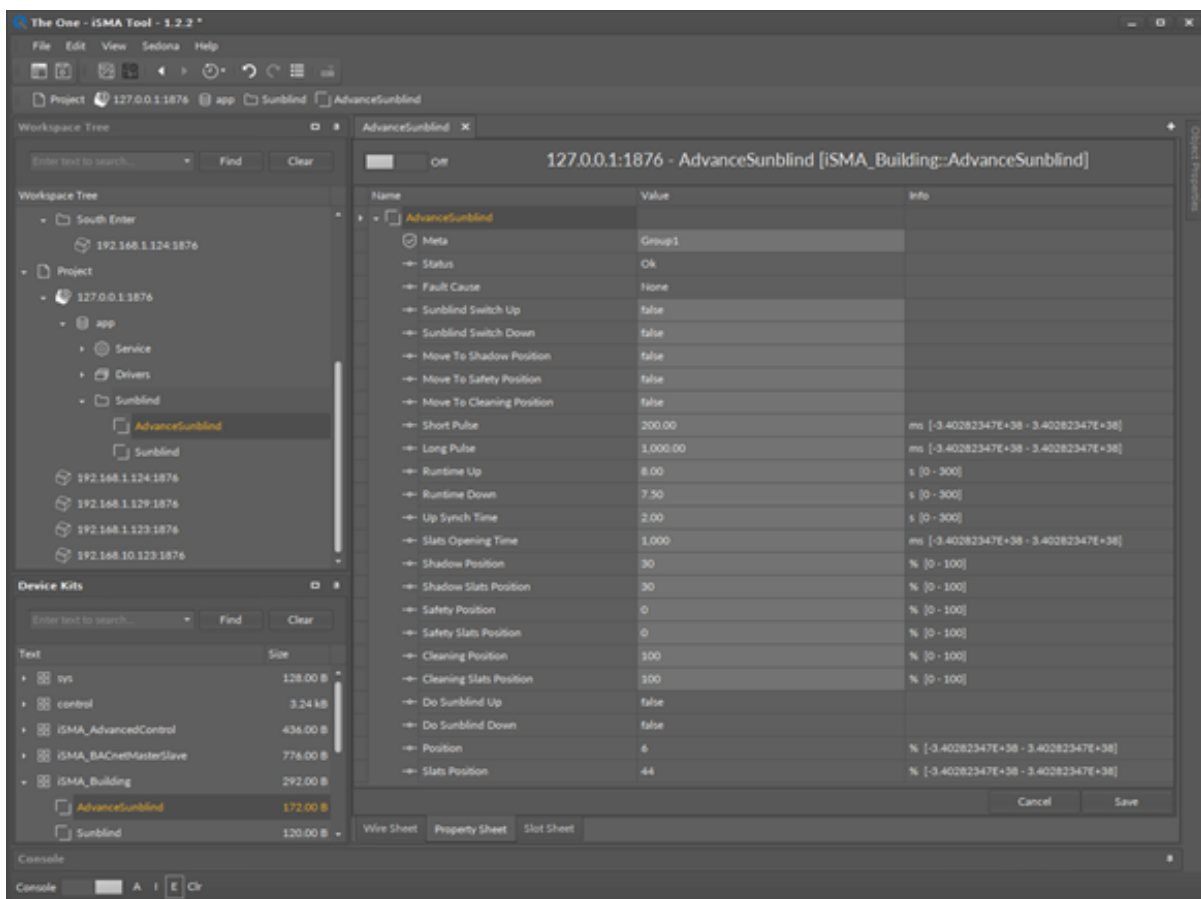 The One - iSMA Tool - 1.2.2 *
File Edit View Sedona Help
Project 127.0.0.1:1876 app Sunblind AdvanceSunblind
Workspace Tree
Enter text to search... Find Clear
Workspace Tree
South Enter
192.168.1.124:1876
Project
127.0.0.1:1876
app
Service
Drivers
Sunblind
AdvanceSunblind
Sunblind
192.168.1.124:1876
192.168.1.129:1876
192.168.1.123:1876
192.168.10.123:1876
Device Kits
Enter text to search... Find Clear
Text Size
sys 128.00 B
control 3.24 kB
iSMA_AdvancedControl 436.00 B
iSMA_BACnetMasterSlave 776.00 B
iSMA_Building 292.00 B
AdvanceSunblind 172.00 B
Sunblind 120.00 B
AdvanceSunblind
Off 127.0.0.1:1876 - AdvanceSunblind [iSMA_Building::AdvanceSunblind]
Name Value Info
AdvanceSunblind
Meta Group1
Status Ok
Fault Cause None
Sunblind Switch Up false
Sunblind Switch Down false
Move To Shadow Position false
Move To Safety Position false
Move To Cleaning Position false
Short Pulse 200.00 ms [-3.40282347E+38 - 3.40282347E+38]
Long Pulse 1,000.00 ms [-3.40282347E+38 - 3.40282347E+38]
Runtime Up 8.00 s [0 - 300]
Runtime Down 7.50 s [0 - 300]
Up Synch Time 2.00 s [0 - 300]
Slats Opening Time 1,000 ms [-3.40282347E+38 - 3.40282347E+38]
Shadow Position 30 % [0 - 100]
Shadow Slats Position 30 % [0 - 100]
Safety Position 0 % [0 - 100]
Safety Slats Position 0 % [0 - 100]
Cleaning Position 100 % [0 - 100]
Cleaning Slats Position 100 % [0 - 100]
Do Sunblind Up false
Do Sunblind Down false
Position 6 % [-3.40282347E+38 - 3.40282347E+38]
Slats Position 44 % [-3.40282347E+38 - 3.40282347E+38]
Cancel Save
Wire Sheet Property Sheet Slot Sheet
Object Properties
Console
Console A I E Clr